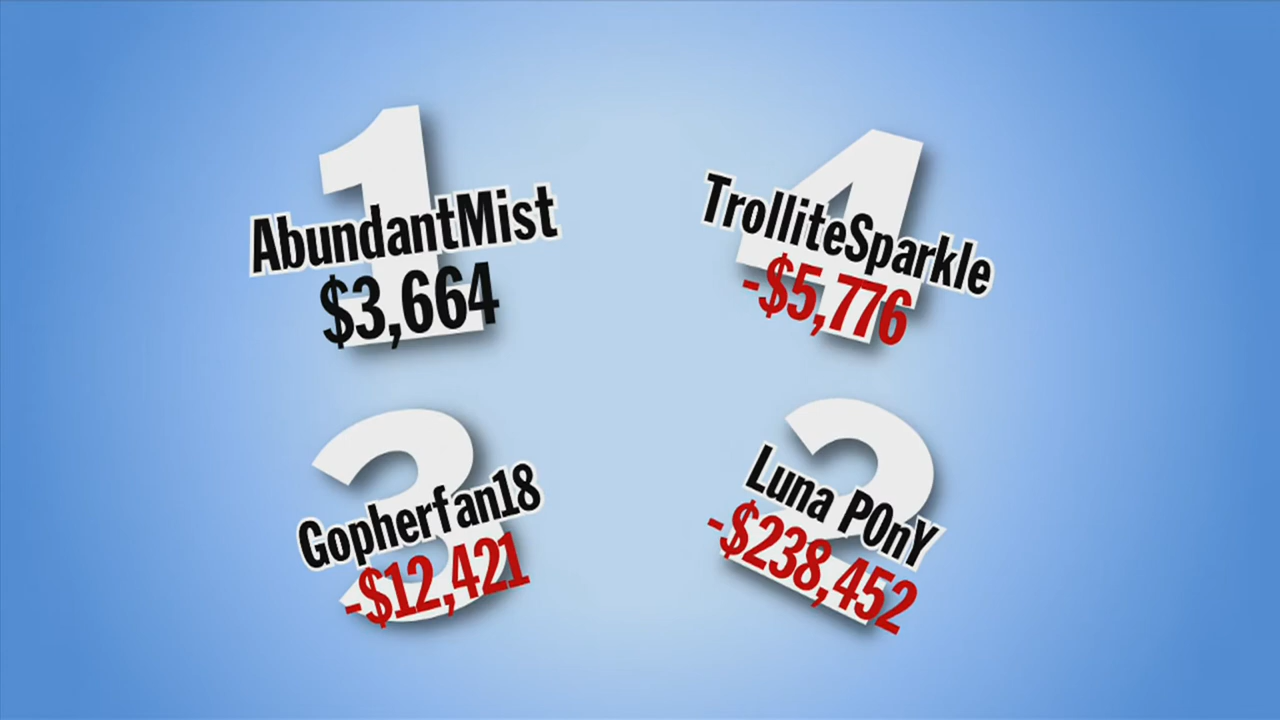 1
AbundantMist
$3,664
4
TrolliteSparkle
-$5,776
3
Gopherfan18
-$12,421
2
Luna P0nY
-$238,452